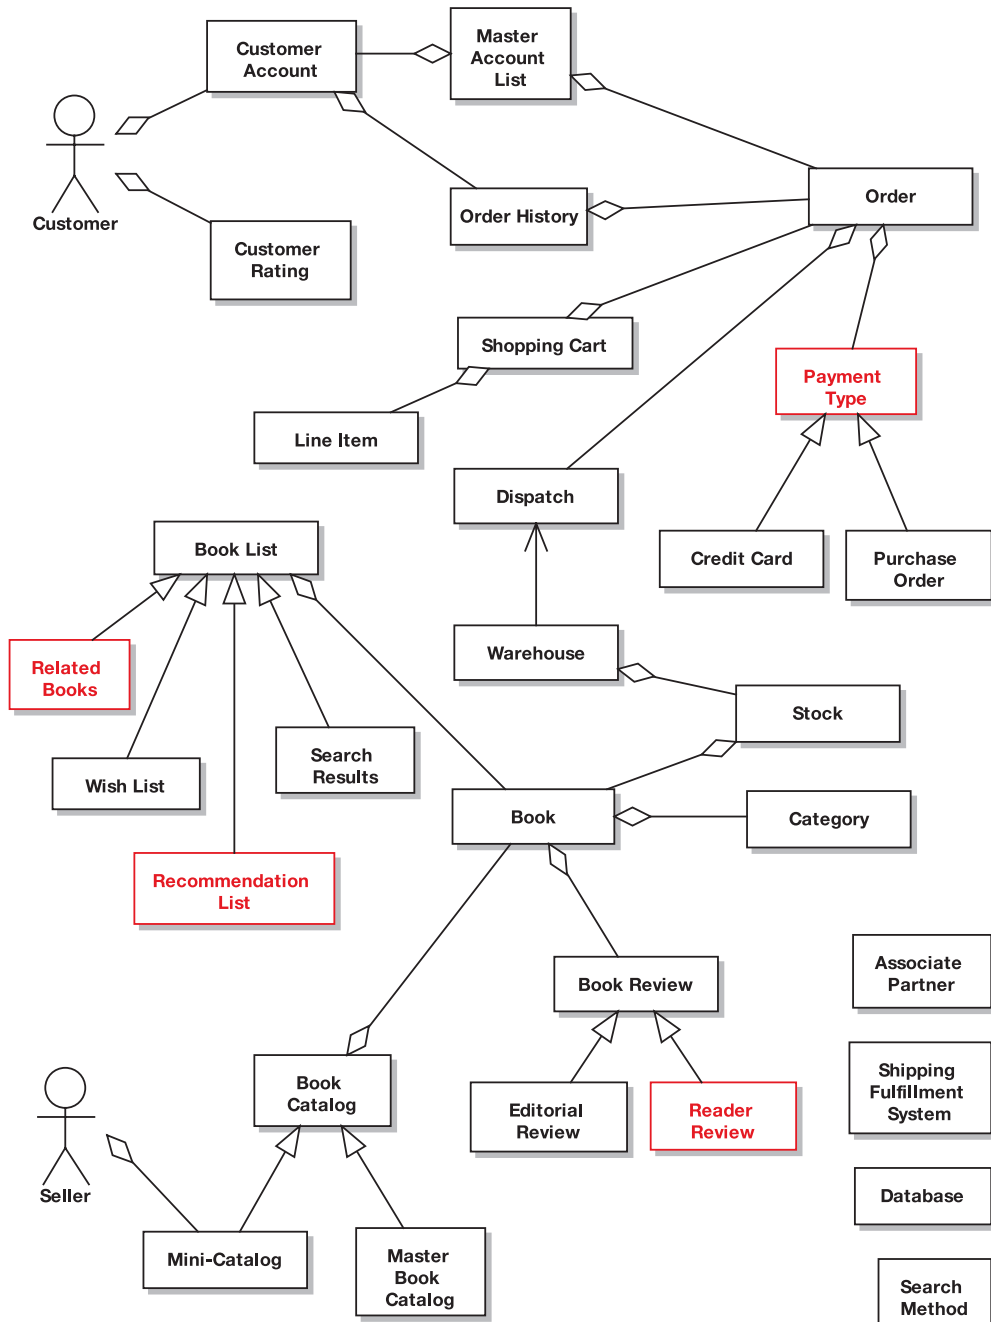 Customer
Account
Master
Account
List
Customer
Order History
Order
Customer
Rating
Shopping Cart
Payment
Type
Line Item
Dispatch
Credit Card
Purchase
Order
Book List
Related
Books
Warehouse
Stock
Wish List
Search
Results
Book
Category
Recommendation
List
Book Review
Associate
Partner
Book
Catalog
Editorial
Review
Reader
Review
Shipping
Fulfillment
System
Seller
Database
Mini-Catalog
Master
Book
Catalog
Search
Method